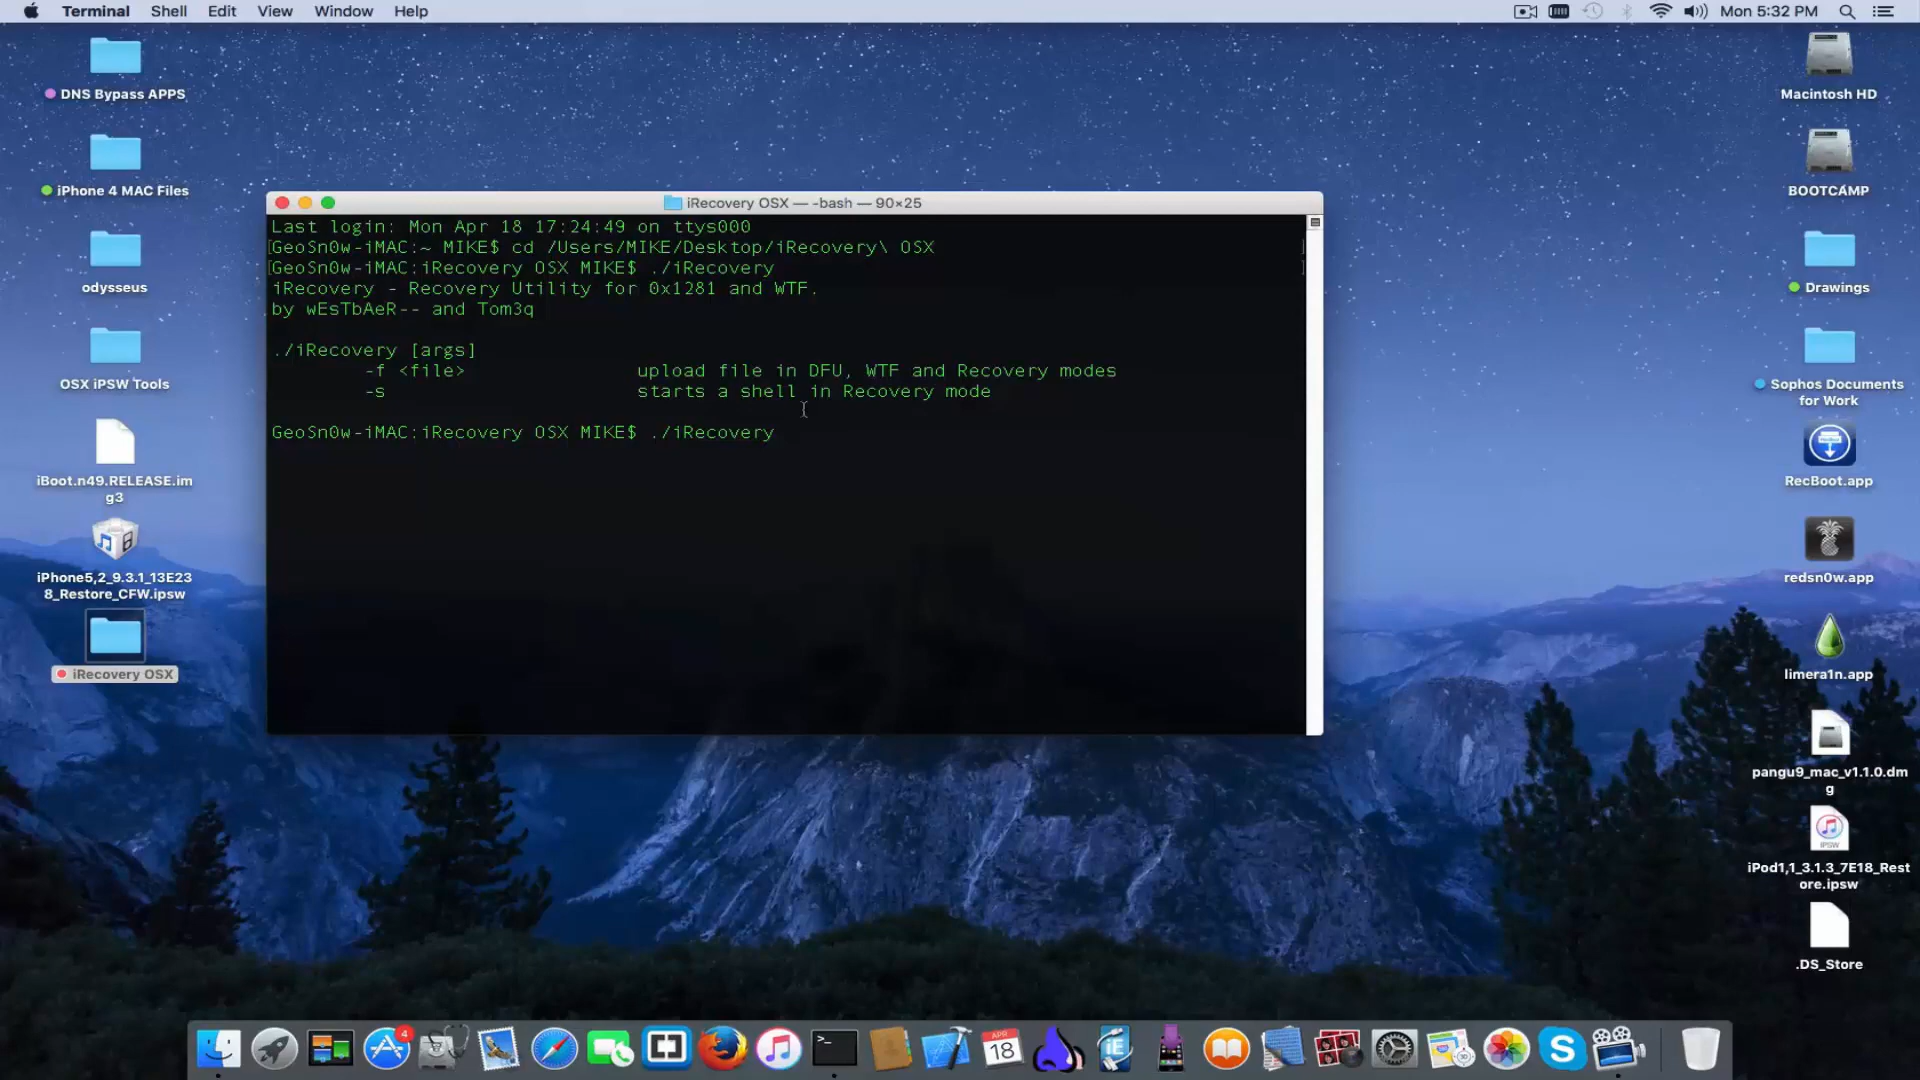 Terminal Shell Edit View Window Help
Mon 5:32 PM
DNS Bypass APPS
iPhone 4 MAC Files
odysseus
OSX iPSW Tools
iBoot.n49.RELEASE.im
g3
iPhone5,2_9.3.1_13E23
8_Restore_CFW.ipsw
iRecovery OSX
iRecovery OSX — -bash — 90×25
Last login: Mon Apr 18 17:24:49 on ttys000
[GeoSn0w-iMAC:~ MIKE$ cd /Users/MIKE/Desktop/iRecovery\ OSX ]
[GeoSn0w-iMAC:iRecovery OSX MIKE$ ./iRecovery ]
iRecovery - Recovery Utility for 0x1281 and WTF.
by wEsTbAeR-- and Tom3q
./iRecovery [args]
-f <file> upload file in DFU, WTF and Recovery modes
-s starts a shell in Recovery mode
GeoSn0w-iMAC:iRecovery OSX MIKE$ ./iRecovery
Macintosh HD
BOOTCAMP
Drawings
Sophos Documents
for Work
RecBoot.app
redsn0w.app
limera1n.app
pangu9_mac_v1.1.0.dm
g
IPSW
iPod1,1_3.1.3_7E18_Rest
ore.ipsw
.DS_Store
4
>_
APR
18
iE
S